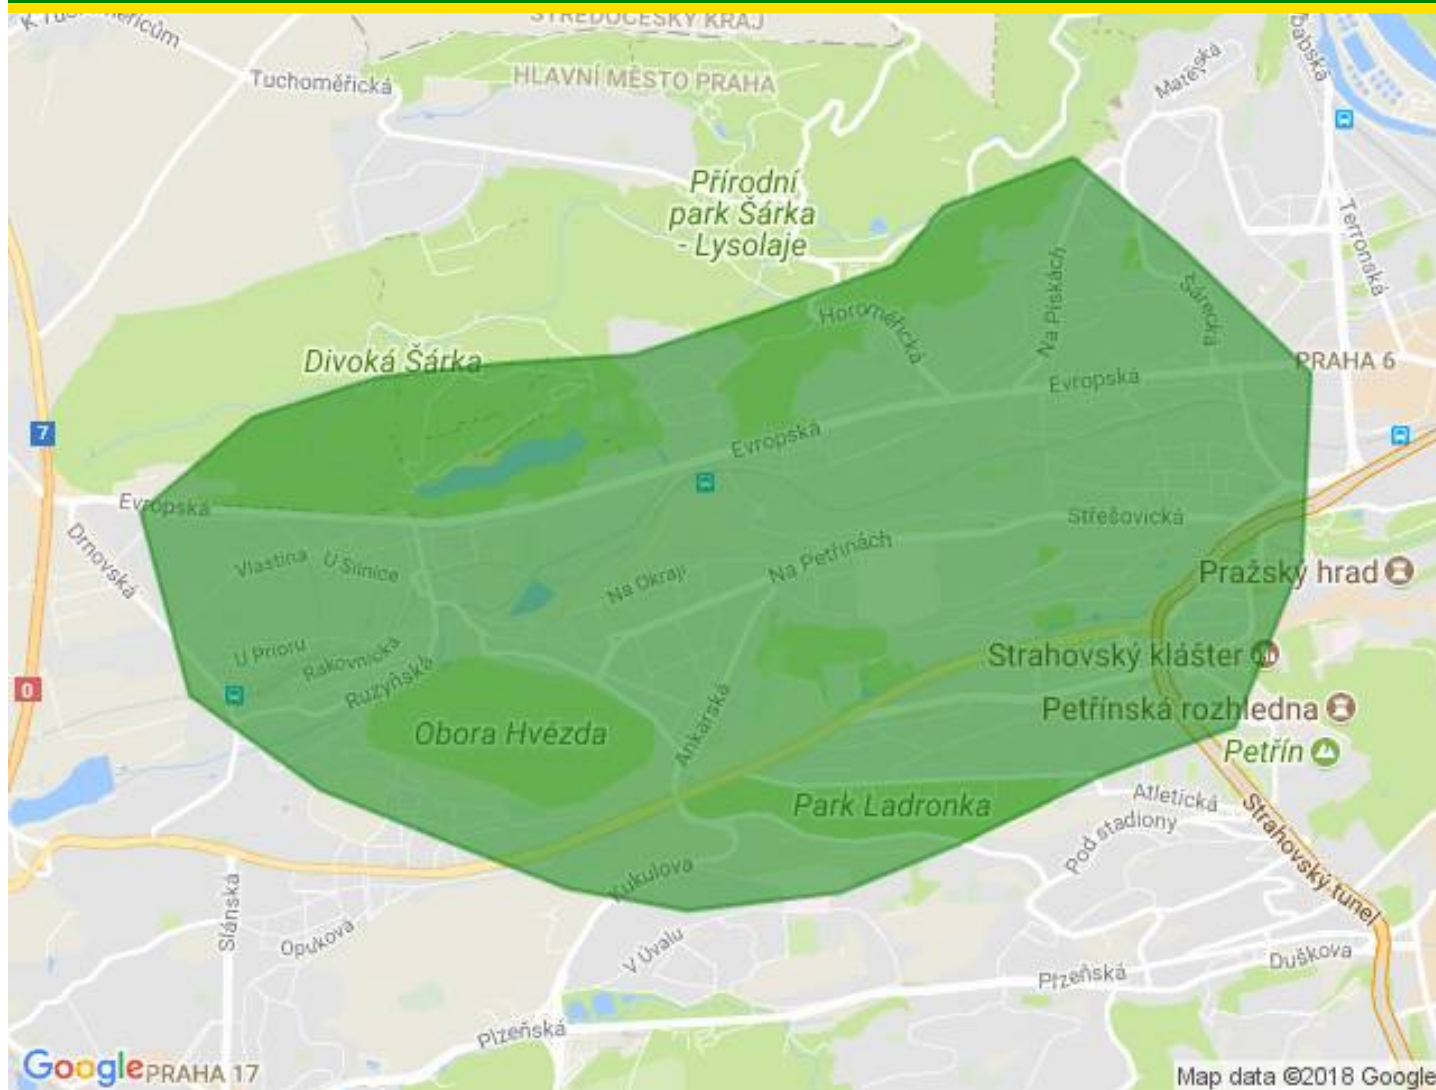 STŘEDOČESKÝ KRAJ
Tuchoměřická
HLAVNÍ MĚSTO PRAHA
Matejská
Přírodní
park Šárka
- Lysolaje
Terronská
Na Pískách
Šárecká
Horoměřická
Divoká Šárka
PRAHA 6
Evropská
7
Evropská
Evropská
Drnovská
Střešovická
Vlastina
U Silnice
Na Okraji
Na Petřinách
Pražský hrad
U Prioru
Rakovnická
Ruzyňská
Strahovský klášter
0
Ankarská
Petřínská rozhledna
Obora Hvězda
Petřín
Park Ladronka
Atletická
Pod stadiony
Strahovský tunel
Kukulova
Slánská
Opukova
V Úvalu
Plzeňská
Duškova
Plzeňská
Google
PRAHA 17
Map data ©2018 Google